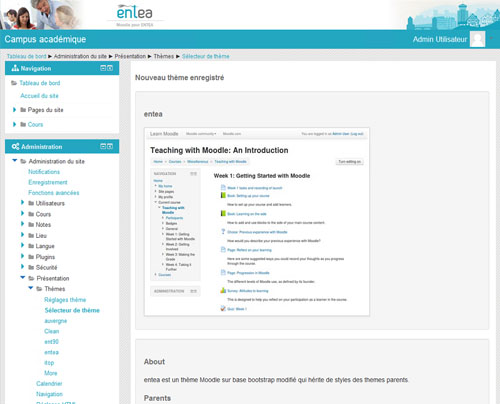 entea
Moodle pour ENTEA
Campus académique
Admin Utilisateur
Tableau de bord ► Administration du site ► Présentation ► Thèmes ► Sélecteur de thème
Navigation
Tableau de bord
Accueil du site
Pages du site
Cours
Administration
Administration du site
Notifications
Enregistrement
Fonctions avancées
Utilisateurs
Cours
Notes
Lieu
Langue
Plugins
Sécurité
Présentation
Thèmes
Réglages thème
Sélecteur de thème
auvergne
Clean
ent90
entea
itop
More
Calendrier
Navigation
Réglages HTML
Nouveau thème enregistré
entea
Learn Moodle
Moodle community
Moodle.com
You are logged in as Admin User (Log out)
Teaching with Moodle: An Introduction
Home
Courses
Miscellaneous
Teaching with Moodle
Turn editing on
NAVIGATION
My home
Site pages
My profile
Current course
Teaching with Moodle
Participants
Badges
General
Week 1: Getting Started with Moodle
Week 2: Getting Involved
Week 3: Making the Grade
Week 4: Taking it Further
Courses
ADMINISTRATION
Week 1: Getting Started with Moodle
Week 1 tasks and recording of launch
Book: Setting up your course
How to set up your course and add learners.
Book: Learning on the side
How to add and use blocks to the side of your main course content.
Choice: Previous experience with Moodle
How would you describe your previous experience with Moodle?
Page: Reflect on your learning
Here are some suggested ways you could record your thoughts as you progress through the course.
Page: Progression in Moodle
The different levels of Moodle use, as defined by its founder.
Survey: Attitudes to learning
This is designed to help you reflect on your participation as a learner in the course.
Quiz: Week 1
About
entea est un thème Moodle sur base bootstrap modifié qui hérite de styles des themes parents.
Parents